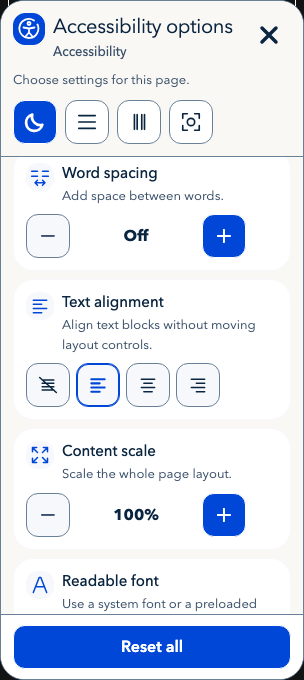 Accessibility options
Accessibility
Choose settings for this page.
Word spacing
Add space between words.
Off
Text alignment
Align text blocks without moving
layout controls.
Content scale
Scale the whole page layout.
100%
Readable font
Use a system font or a preloaded
Reset all